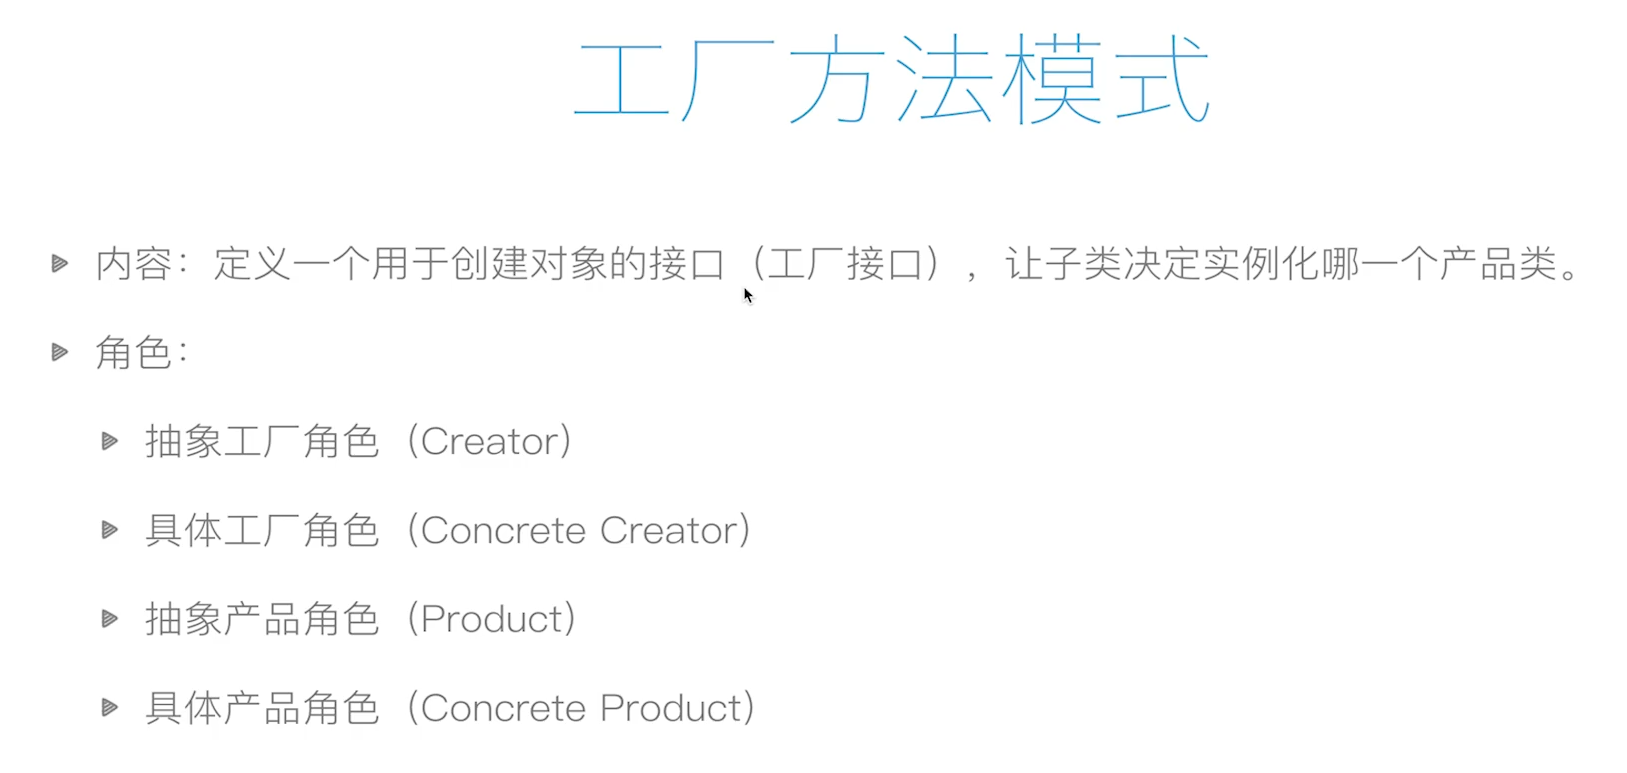 工厂方法模式
内容：定义一个用于创建对象的接口（工厂接口），让子类决定实例化哪一个产品类。
角色：
抽象工厂角色（Creator）
具体工厂角色（Concrete Creator）
抽象产品角色（Product）
具体产品角色（Concrete Product）